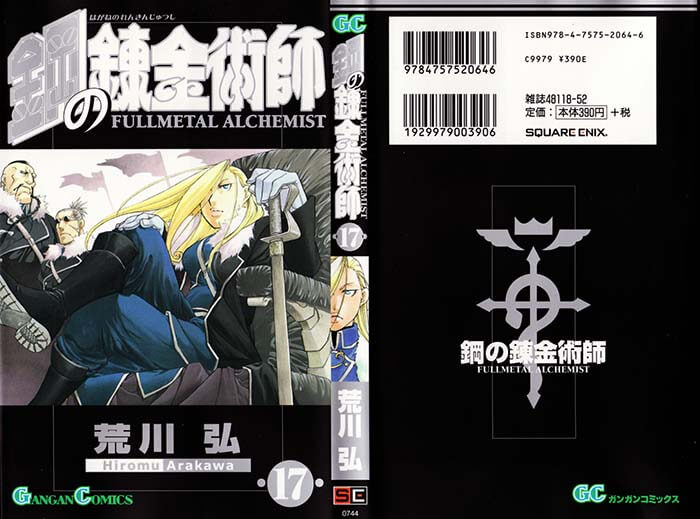 はがねのれんきんじゅつし
鋼の錬金術師
FULLMETAL ALCHEMIST
荒川 弘
Hiromu Arakawa
GANGAN COMICS
17
GC
鋼の錬金術師
FULLMETAL ALCHEMIST
17
荒川弘
SE
0744
9784757520646
1929979003906
ISBN978-4-7575-2064-6
C9979 ¥390E
雑誌48118-52
定価：本体390円+税
SQUARE ENIX.
鋼の錬金術師
FULLMETAL ALCHEMIST
GC ガンガンコミックス